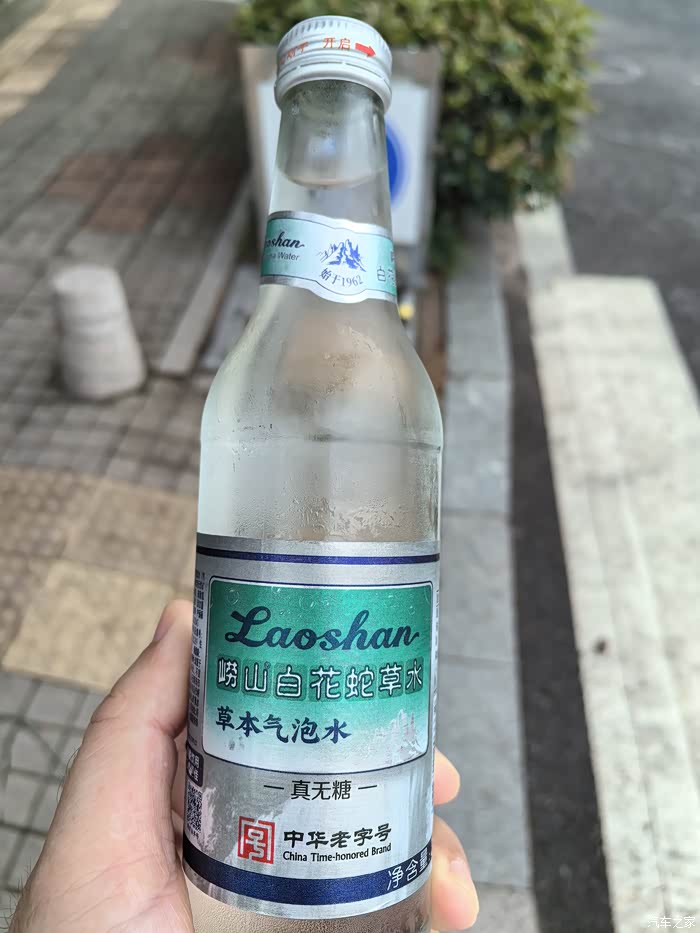 开启
始于1962
Laoshan
崂山白花蛇草水
草本气泡水
真无糖
中华老字号
China Time-honored Brand
净含量
汽车之家